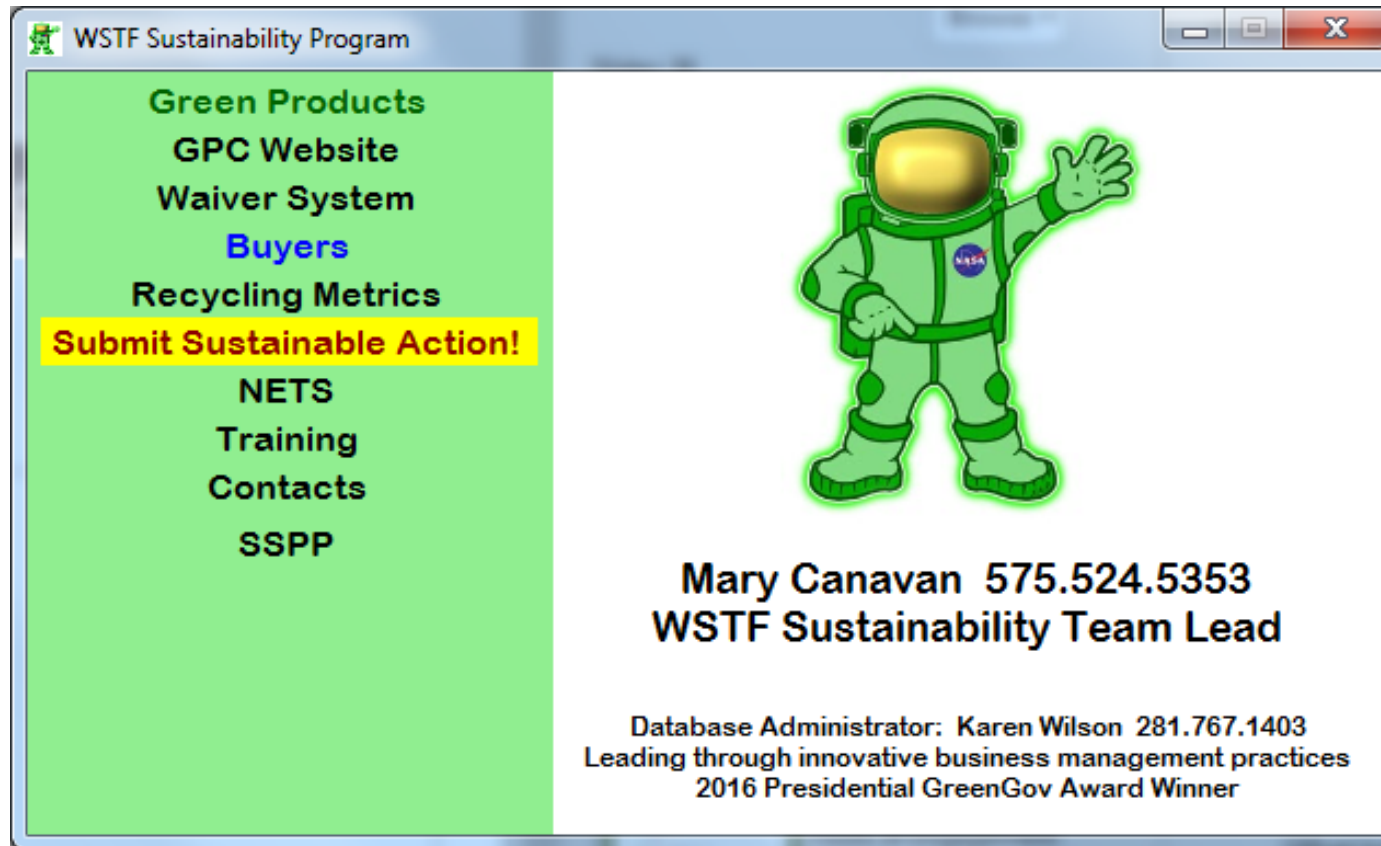 WSTF Sustainability Program
Green Products
GPC Website
Waiver System
Buyers
Recycling Metrics
Submit Sustainable Action!
NETS
Training
Contacts
SSPP
NASA
Mary Canavan 575.524.5353
WSTF Sustainability Team Lead
Database Administrator: Karen Wilson 281.767.1403
Leading through innovative business management practices
2016 Presidential GreenGov Award Winner